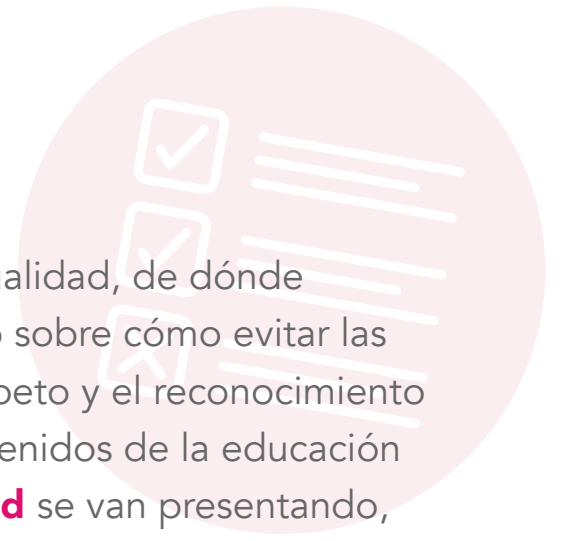 alidad, de dónde
sobre cómo evitar las
peto y el reconocimiento
enidos de la educación
d se van presentando,